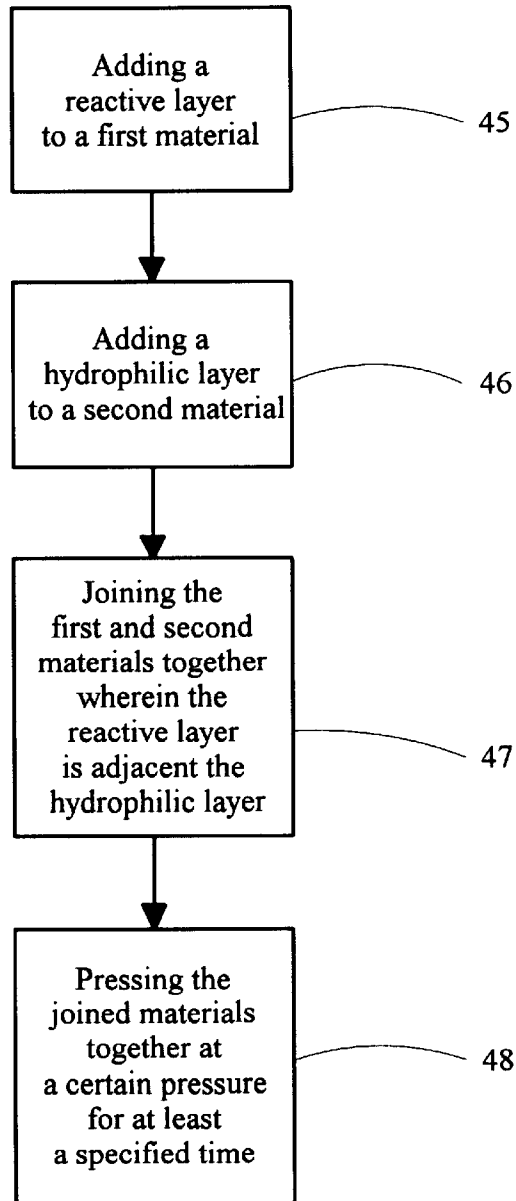 Adding a
reactive layer
to a first material
45
Adding a
hydrophilic layer
to a second material
46
Joining the
first and second
materials together
wherein the
reactive layer
is adjacent the
hydrophilic layer
47
Pressing the
joined materials
together at
a certain pressure
for at least
a specified time
48